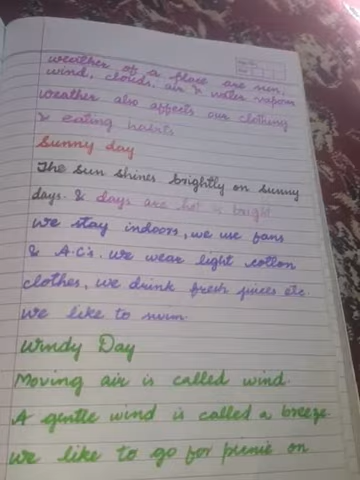 weather of a place are sun,
wind, clouds, air & water vapour
weather also affects our clothing
& eating habits
Sunny day
The sun shines brightly on sunny
days. & days are hot & bright
we stay indoors, we use fans
& A.C's. we wear light cotton
clothes, we drink fresh juices etc.
we like to swim.
Windy Day
Moving air is called wind.
A gentle wind is called a breeze
we like to go for picnic on